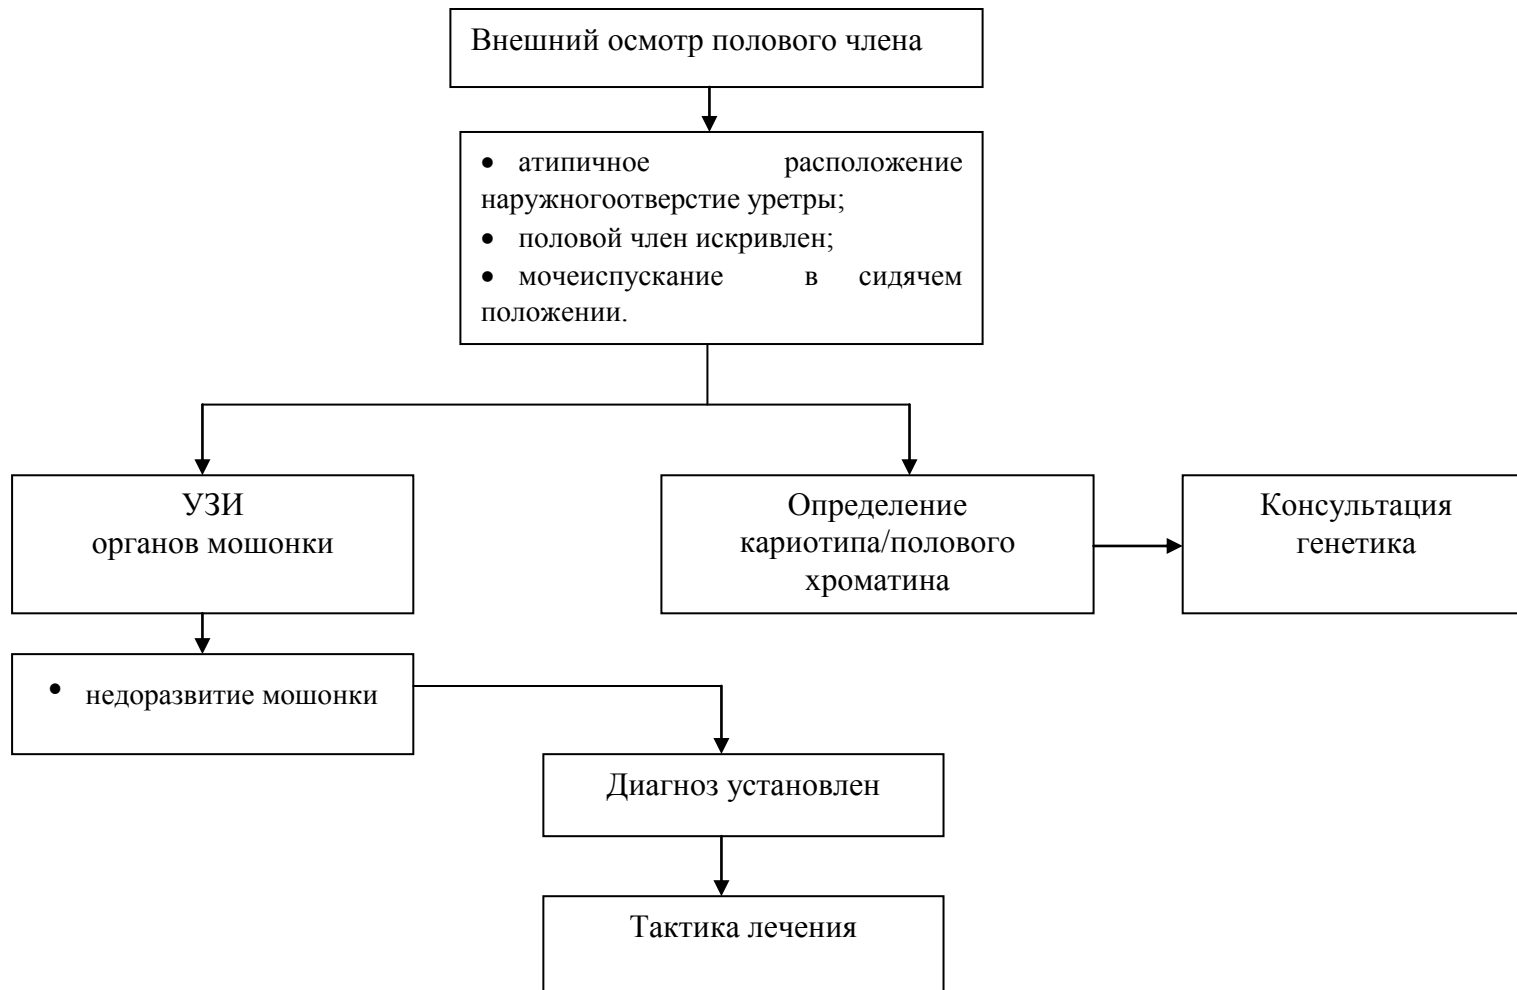 Внешний осмотр полового члена
• атипичное расположение
наружногоотверстие уретры;
• половой член искривлен;
• мочеиспускание в сидячем
положении.
УЗИ
органов мошонки
Определение
кариотипа/полового
хроматина
Консультация
генетика
• недоразвитие мошонки
Диагноз установлен
Тактика лечения